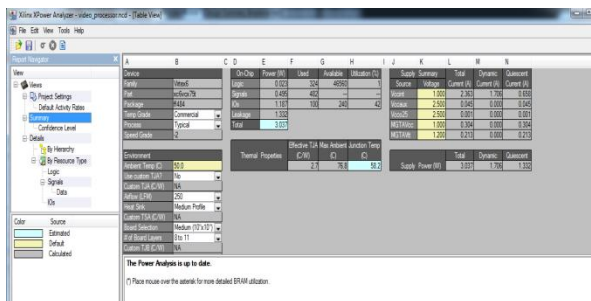 Xilinx XPower Analyzer - video_processor.ncd - [Table View]
File Edit View Tools Help
Report Navigator
View
Views
Project Settings
Default Activity Rates
Summary
Confidence Level
Details
By Hierarchy
By Resource Type
Logic
Signals
Data
IOs
Color Source
Estimated
Default
Calculated
A B C D E F G H I J K L M N
Device
Family Virtex6
Part xc6vcx75t
Package ff484
Temp Grade Commercial
Process Typical
Speed Grade -2
Environment
Ambient Temp (C) 50.0
Use custom TJA? No
Custom TJA (C/W) NA
Airflow (LFM) 250
Heat Sink Medium Profile
Custom TSA (C/W) NA
Board Selection Medium (10"x10")
# of Board Layers 8 to 11
Custom TJB (C/W) NA
On-Chip Power (W) Used Available Utilization (%)
Logic 0.023 324 46560 1
Signals 0.495 402 --- ---
IOs 1.187 100 240 42
Leakage 1.332
Total 3.037
Effective TJA Max Ambient Junction Temp
Thermal Properties (C/W) (C) (C)
2.7 76.8 58.2
Supply Summary Total Dynamic Quiescent
Source Voltage Current (A) Current (A) Current (A)
Vccint 1.000 2.363 1.713 0.650
Vccaux 2.500 0.045 0.000 0.045
Vcco25 2.500 0.001 0.000 0.001
MGTAVcc 1.000 0.304 0.000 0.304
MGTAVtt 1.200 0.213 0.000 0.213
Total Dynamic Quiescent
Supply Power (W) 3.037 1.706 1.332
The Power Analysis is up to date.
(*) Place mouse over the asterisk for more detailed BRAM utilization.